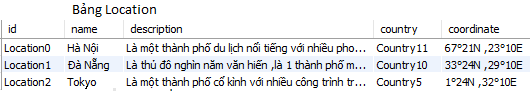 Bảng Location
id name description country coordinate
Location0 Hà Nội Là một thành phố du lịch nổi tiếng với nhiều pho... Country11 67°21N ,23°10E
Location1 Đà Nẵng Là thủ đô nghìn năm văn hiến ,là 1 thành phố m... Country10 33°24N ,29°10E
Location2 Tokyo Là một thành phố cổ kính với nhiều công trình tr... Country5 1°24N ,32°10E